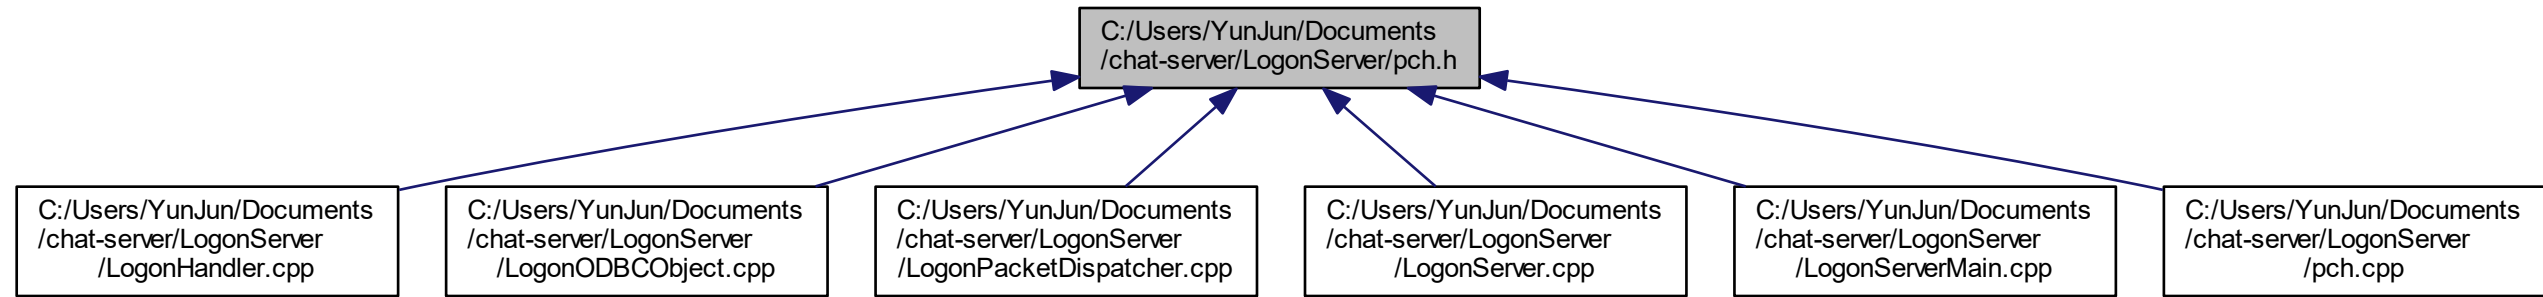 C:/Users/YunJun/Documents
/chat-server/LogonServer/pch.h
C:/Users/YunJun/Documents
/chat-server/LogonServer
/LogonHandler.cpp
C:/Users/YunJun/Documents
/chat-server/LogonServer
/LogonODBCObject.cpp
C:/Users/YunJun/Documents
/chat-server/LogonServer
/LogonPacketDispatcher.cpp
C:/Users/YunJun/Documents
/chat-server/LogonServer
/LogonServer.cpp
C:/Users/YunJun/Documents
/chat-server/LogonServer
/LogonServerMain.cpp
C:/Users/YunJun/Documents
/chat-server/LogonServer
/pch.cpp